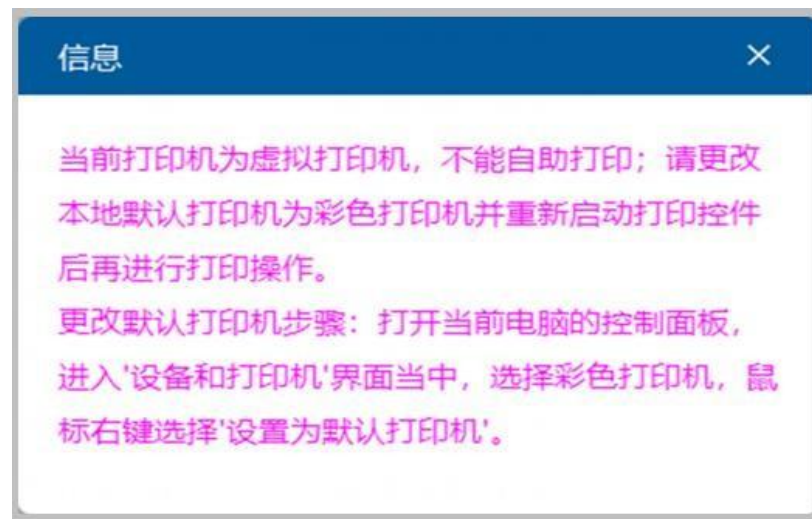 信息
当前打印机为虚拟打印机，不能自助打印；请更改
本地默认打印机为彩色打印机并重新启动打印控件
后再进行打印操作。
更改默认打印机步骤：打开当前电脑的控制面板，
进入'设备和打印机'界面当中，选择彩色打印机，鼠
标右键选择'设置为默认打印机'。